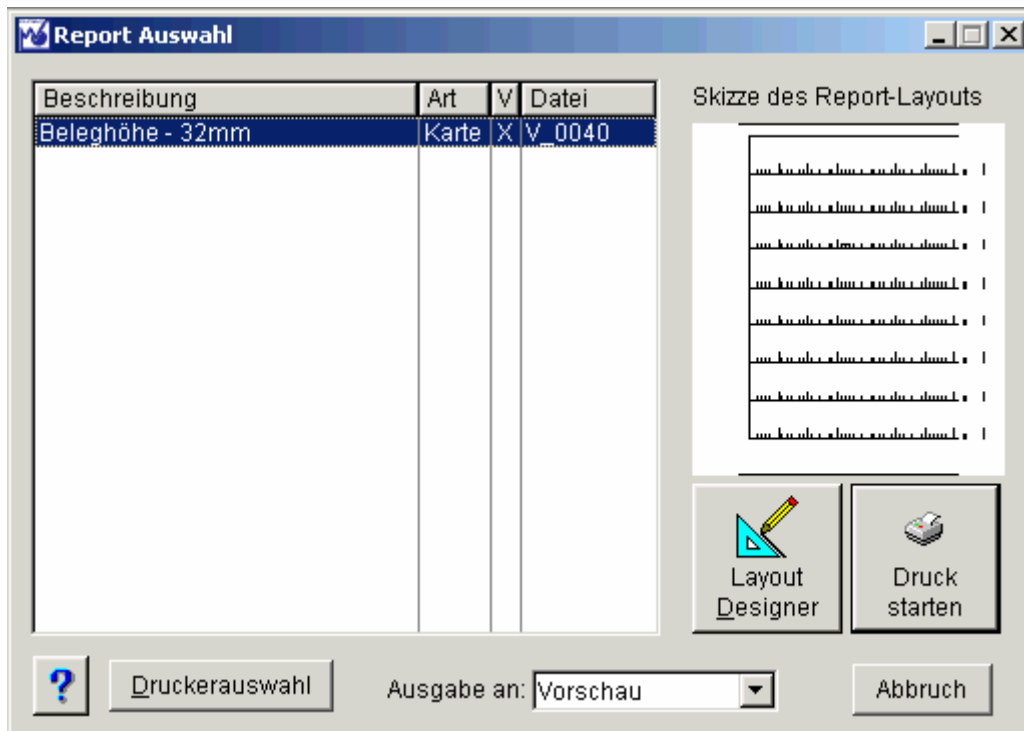 Report Auswahl
Beschreibung Art V Datei
Beleghöhe - 32mm Karte X V_0040
Skizze des Report-Layouts
Layout
Designer
Druck
starten
?
Druckerauswahl
Ausgabe an: Vorschau
Abbruch